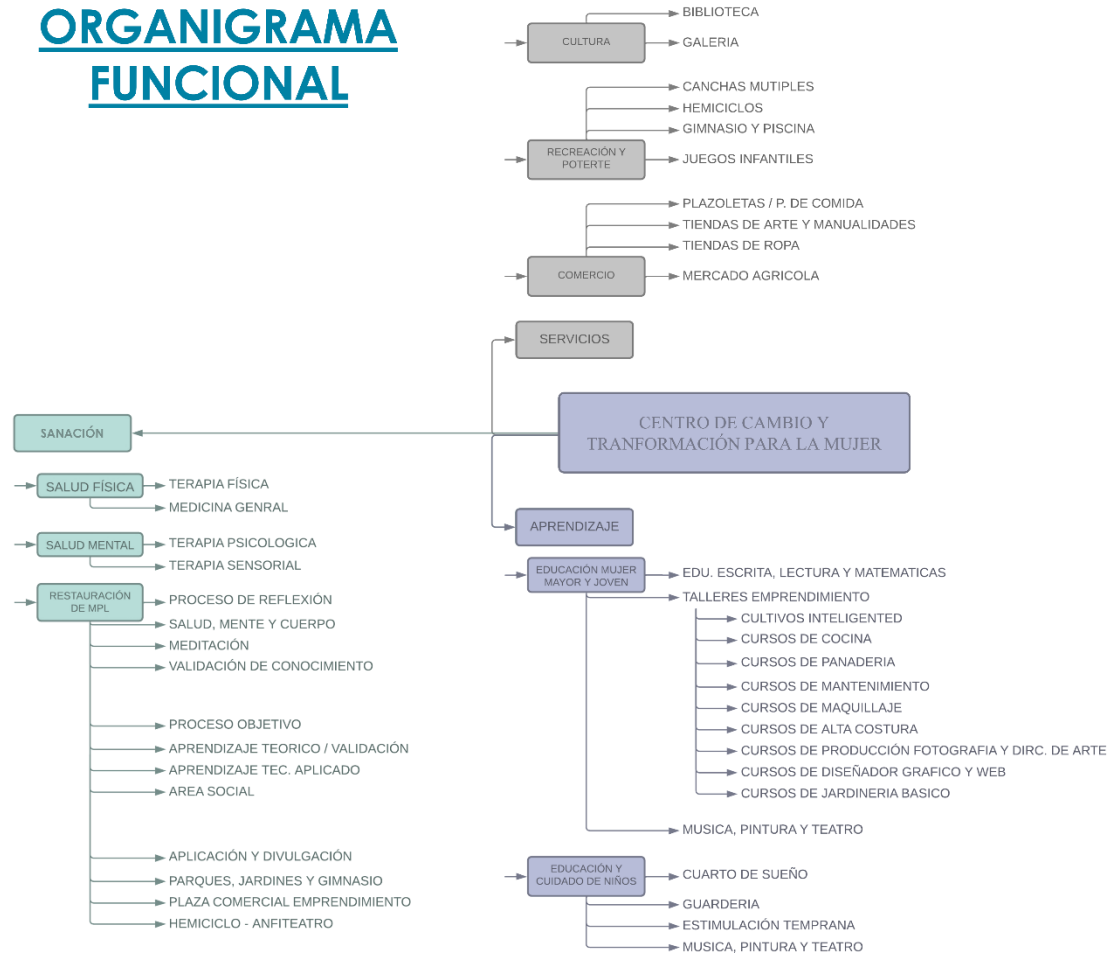 ORGANIGRAMA
FUNCIONAL
CULTURA
BIBLIOTECA
GALERIA
RECREACIÓN Y
POTERTE
CANCHAS MUTIPLES
HEMICICLOS
GIMNASIO Y PISCINA
JUEGOS INFANTILES
COMERCIO
PLAZOLETAS / P. DE COMIDA
TIENDAS DE ARTE Y MANUALIDADES
TIENDAS DE ROPA
MERCADO AGRICOLA
SERVICIOS
CENTRO DE CAMBIO Y
TRANFORMACIÓN PARA LA MUJER
SANACIÓN
SALUD FÍSICA
TERAPIA FÍSICA
MEDICINA GENRAL
SALUD MENTAL
TERAPIA PSICOLOGICA
TERAPIA SENSORIAL
RESTAURACIÓN
DE MPL
PROCESO DE REFLEXIÓN
SALUD, MENTE Y CUERPO
MEDITACIÓN
VALIDACIÓN DE CONOCIMIENTO
PROCESO OBJETIVO
APRENDIZAJE TEORICO / VALIDACIÓN
APRENDIZAJE TEC. APLICADO
AREA SOCIAL
APLICACIÓN Y DIVULGACIÓN
PARQUES, JARDINES Y GIMNASIO
PLAZA COMERCIAL EMPRENDIMIENTO
HEMICICLO - ANFITEATRO
APRENDIZAJE
EDUCACIÓN MUJER
MAYOR Y JOVEN
EDU. ESCRITA, LECTURA Y MATEMATICAS
TALLERES EMPRENDIMIENTO
CULTIVOS INTELIGENTED
CURSOS DE COCINA
CURSOS DE PANADERIA
CURSOS DE MANTENIMIENTO
CURSOS DE MAQUILLAJE
CURSOS DE ALTA COSTURA
CURSOS DE PRODUCCIÓN FOTOGRAFIA Y DIRC. DE ARTE
CURSOS DE DISEÑADOR GRAFICO Y WEB
CURSOS DE JARDINERIA BASICO
MUSICA, PINTURA Y TEATRO
EDUCACIÓN Y
CUIDADO DE NIÑOS
CUARTO DE SUEÑO
GUARDERIA
ESTIMULACIÓN TEMPRANA
MUSICA, PINTURA Y TEATRO